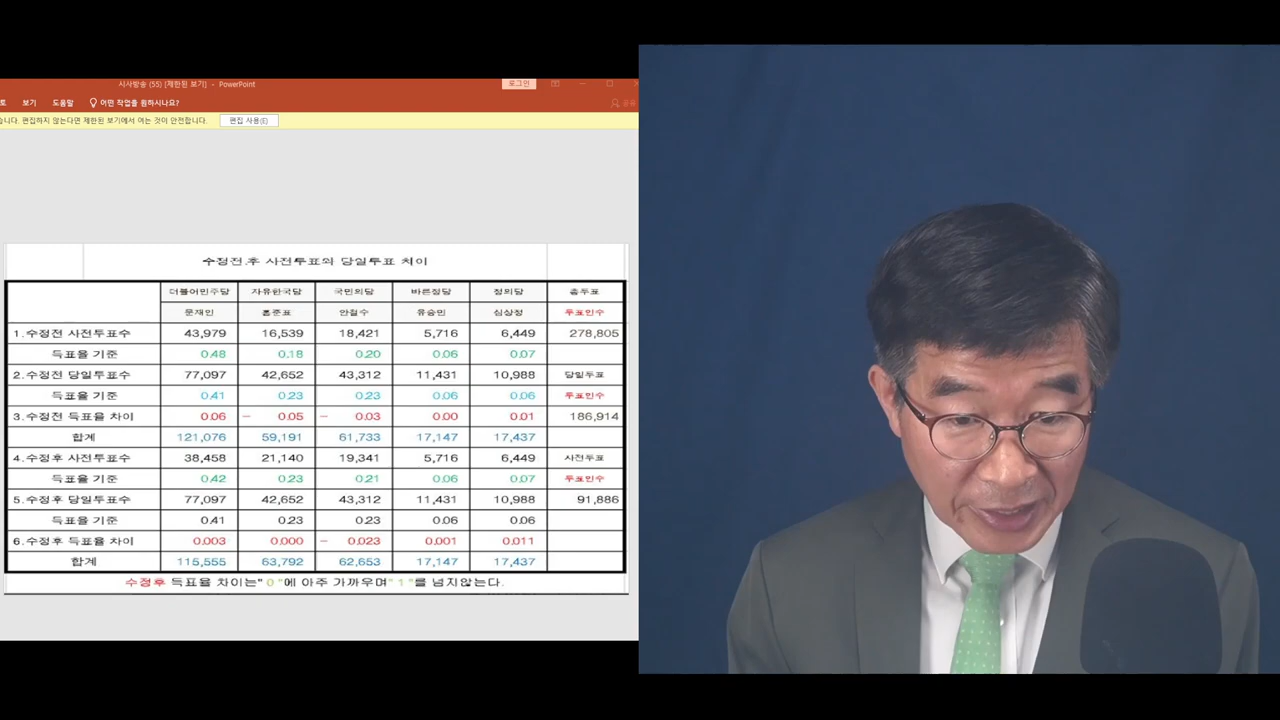 시사방송 (55) [제한된 보기] - PowerPoint 로그인
토 보기 도움말 어떤 작업을 원하시나요? 공유
습니다. 편집하지 않는다면 제한된 보기에서 여는 것이 안전합니다. 편집 사용(E)
수정전.후 사전투표와 당일투표 차이
더불어민주당 자유한국당 국민의당 바른정당 정의당 총투표
문재인 홍준표 안철수 유승민 심상정 투표인수
1.수정전 사전투표수 43,979 16,539 18,421 5,716 6,449 278,805
득표율 기준 0.48 0.18 0.20 0.06 0.07
2.수정전 당일투표수 77,097 42,652 43,312 11,431 10,988 당일투표
득표율 기준 0.41 0.23 0.23 0.06 0.06 투표인수
3.수정전 득표율 차이 0.06 - 0.05 - 0.03 0.00 0.01 186,914
합계 121,076 59,191 61,733 17,147 17,437
4.수정후 사전투표수 38,458 21,140 19,341 5,716 6,449 사전투표
득표율 기준 0.42 0.23 0.21 0.06 0.07 투표인수
5.수정후 당일투표수 77,097 42,652 43,312 11,431 10,988 91,886
득표율 기준 0.41 0.23 0.23 0.06 0.06
6.수정후 득표율 차이 0.003 0.000 - 0.023 0.001 0.011
합계 115,555 63,792 62,653 17,147 17,437
수정후 득표율 차이는"0"에 아주 가까우며"1"를 넘지않는다.